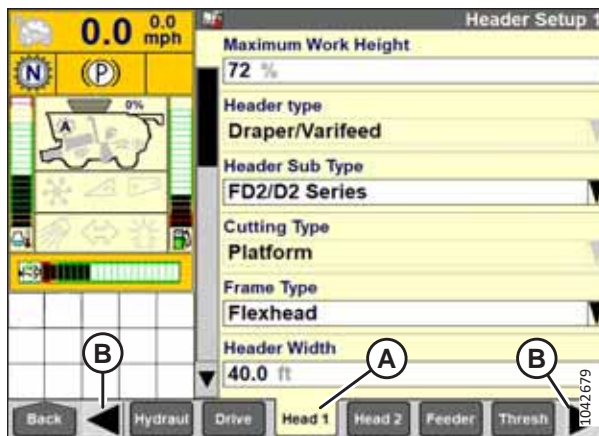 0.0 0.0 mph
Header Setup 1
N
(P)
Maximum Work Height
72 %
0%
A
Header type
Draper/Varifeed
Header Sub Type
FD2/D2 Series
Cutting Type
Platform
Frame Type
Flexhead
Header Width
40.0 ft
B
A
B
1042679
Back
Hydraul
Drive
Head 1
Head 2
Feeder
Thresh